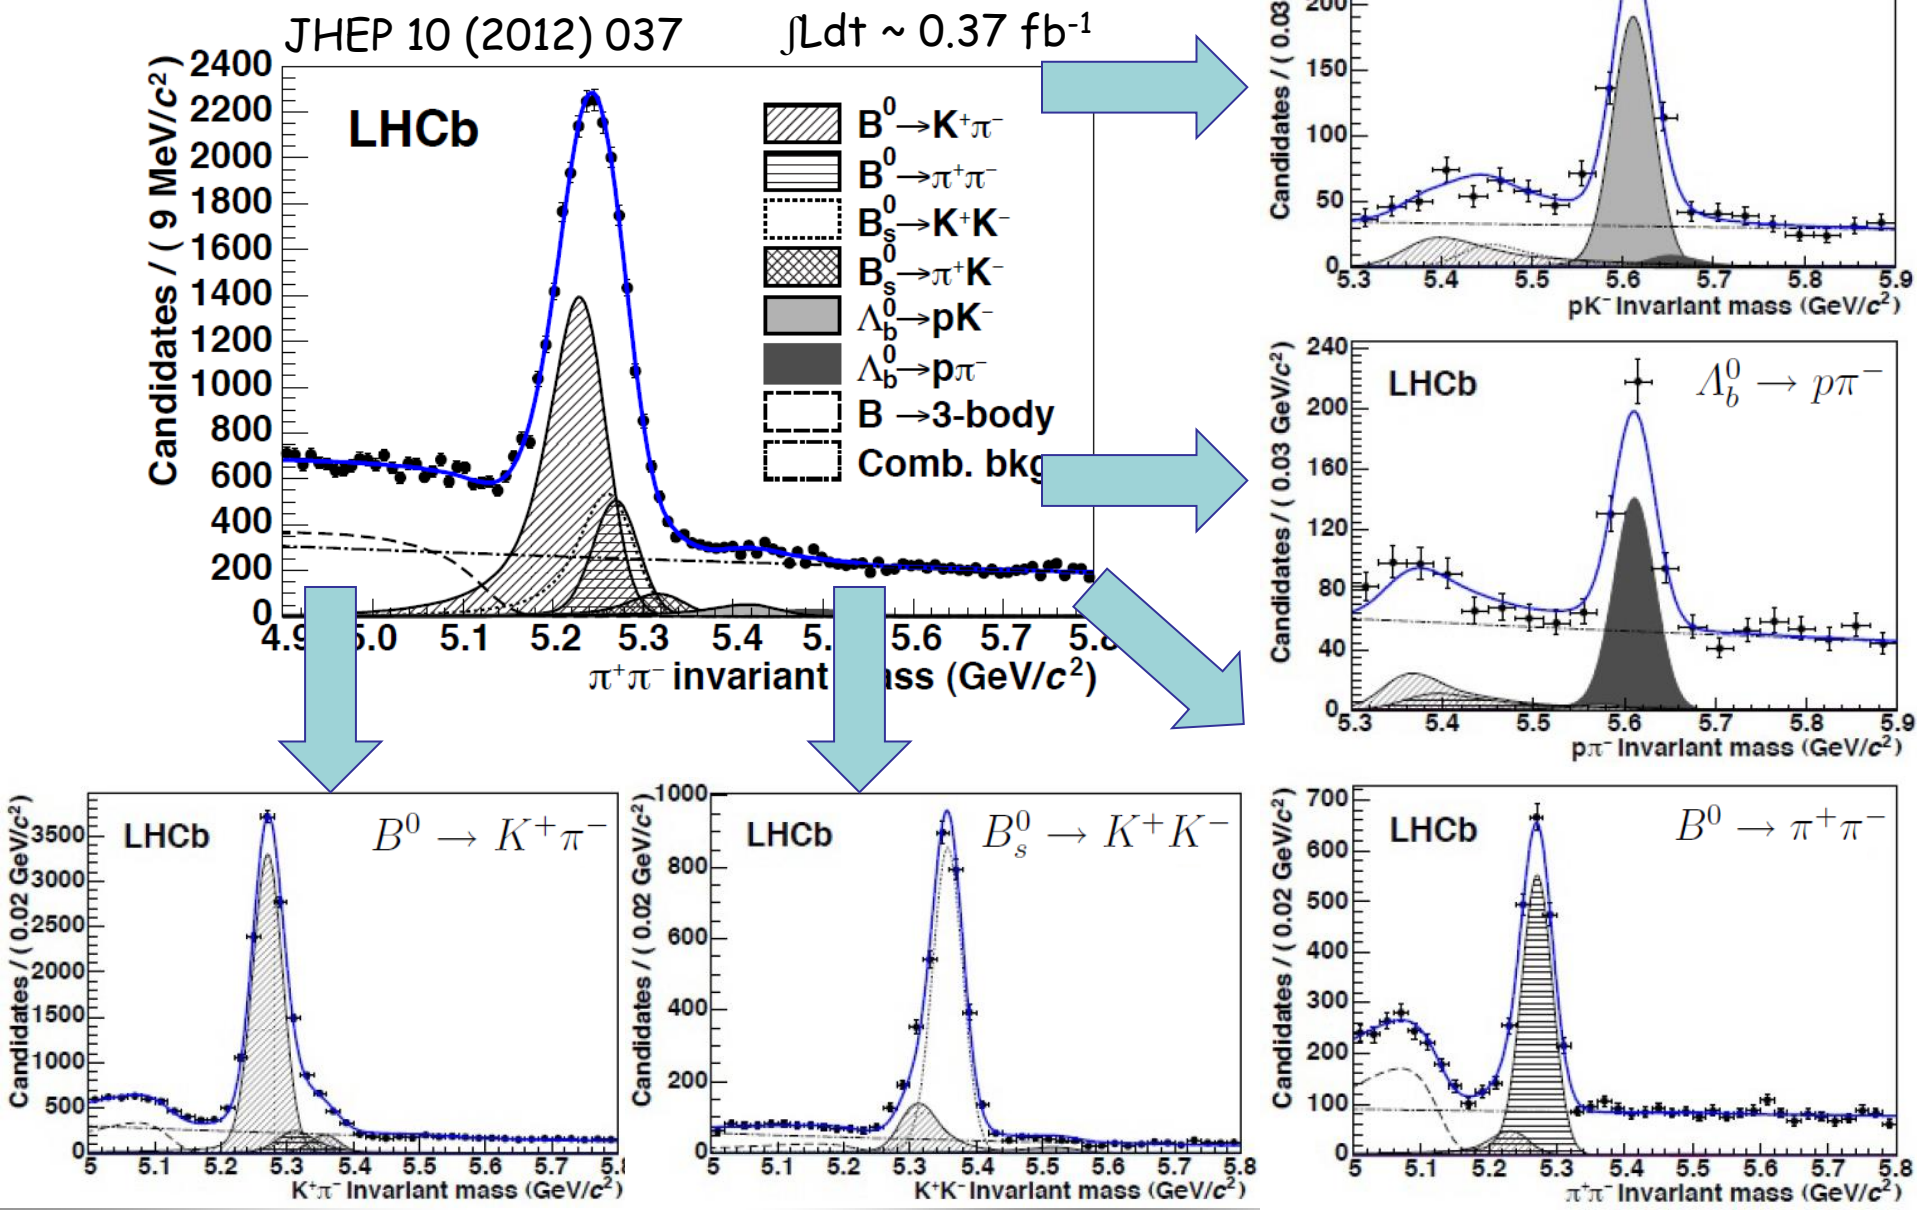 JHEP 10 (2012) 037
∫Ldt ~ 0.37 fb⁻¹
Candidates / ( 9 MeV/c²)
2400
2200
2000
1800
1600
1400
1200
1000
800
600
400
200
0
LHCb
B⁰→K⁺π⁻
B⁰→π⁺π⁻
B⁰ₛ→K⁺K⁻
B⁰ₛ→π⁺K⁻
Λ⁰_b→pK⁻
Λ⁰_b→pπ⁻
B →3-body
Comb. bkg
4.9 5.0 5.1 5.2 5.3 5.4 5. 5.6 5.7 5.8
π⁺π⁻ invariant mass (GeV/c²)
Candidates / ( 0.03
200
150
100
50
0
5.3 5.4 5.5 5.6 5.7 5.8 5.9
pK⁻ Invariant mass (GeV/c²)
Candidates / ( 0.03 GeV/c²)
240
200
160
120
80
40
0
LHCb
Λ⁰_b → pπ⁻
5.3 5.4 5.5 5.6 5.7 5.8 5.9
pπ⁻ Invariant mass (GeV/c²)
Candidates / ( 0.02 GeV/c²)
3500
3000
2500
2000
1500
1000
500
0
LHCb
B⁰ → K⁺π⁻
5 5.1 5.2 5.3 5.4 5.5 5.6 5.7 5.8
K⁺π⁻ Invariant mass (GeV/c²)
Candidates / ( 0.02 GeV/c²)
1000
800
600
400
200
0
LHCb
B⁰ₛ → K⁺K⁻
5 5.1 5.2 5.3 5.4 5.5 5.6 5.7 5.8
K⁺K⁻ Invariant mass (GeV/c²)
Candidates / ( 0.02 GeV/c²)
700
600
500
400
300
200
100
0
LHCb
B⁰ → π⁺π⁻
5 5.1 5.2 5.3 5.4 5.5 5.6 5.7 5.8
π⁺π⁻ Invariant mass (GeV/c²)